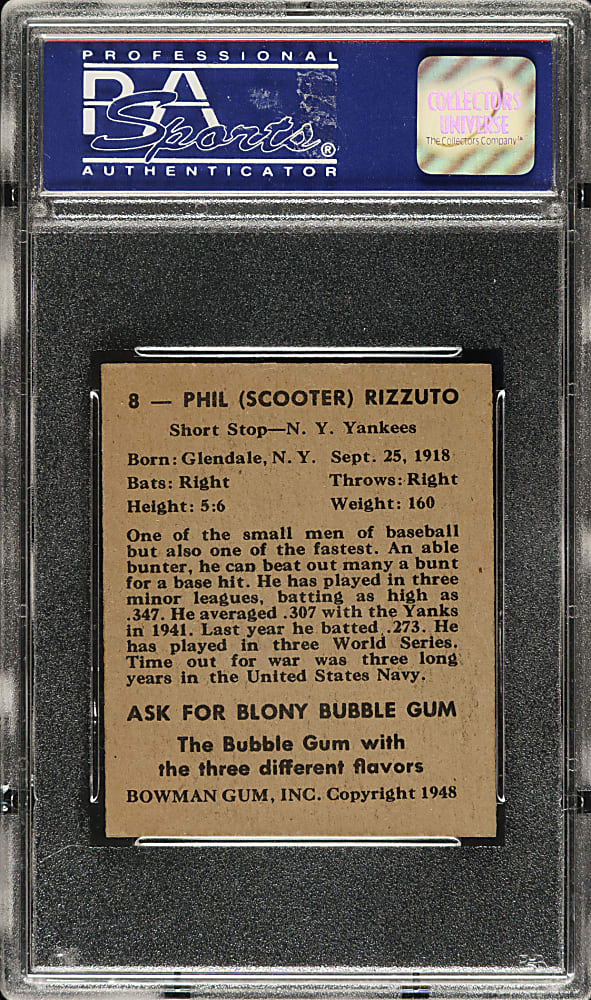 PROFESSIONAL
PSA
Sports®
AUTHENTICATOR
COLLECTORS
UNIVERSE
The Collectors Company™
8 — PHIL (SCOOTER) RIZZUTO
Short Stop—N. Y. Yankees
Born: Glendale, N. Y. Sept. 25, 1918
Bats: Right Throws: Right
Height: 5:6 Weight: 160
One of the small men of baseball
but also one of the fastest. An able
bunter, he can beat out many a bunt
for a base hit. He has played in three
minor leagues, batting as high as
.347. He averaged .307 with the Yanks
in 1941. Last year he batted .273. He
has played in three World Series.
Time out for war was three long
years in the United States Navy.
ASK FOR BLONY BUBBLE GUM
The Bubble Gum with
the three different flavors
BOWMAN GUM, INC. Copyright 1948